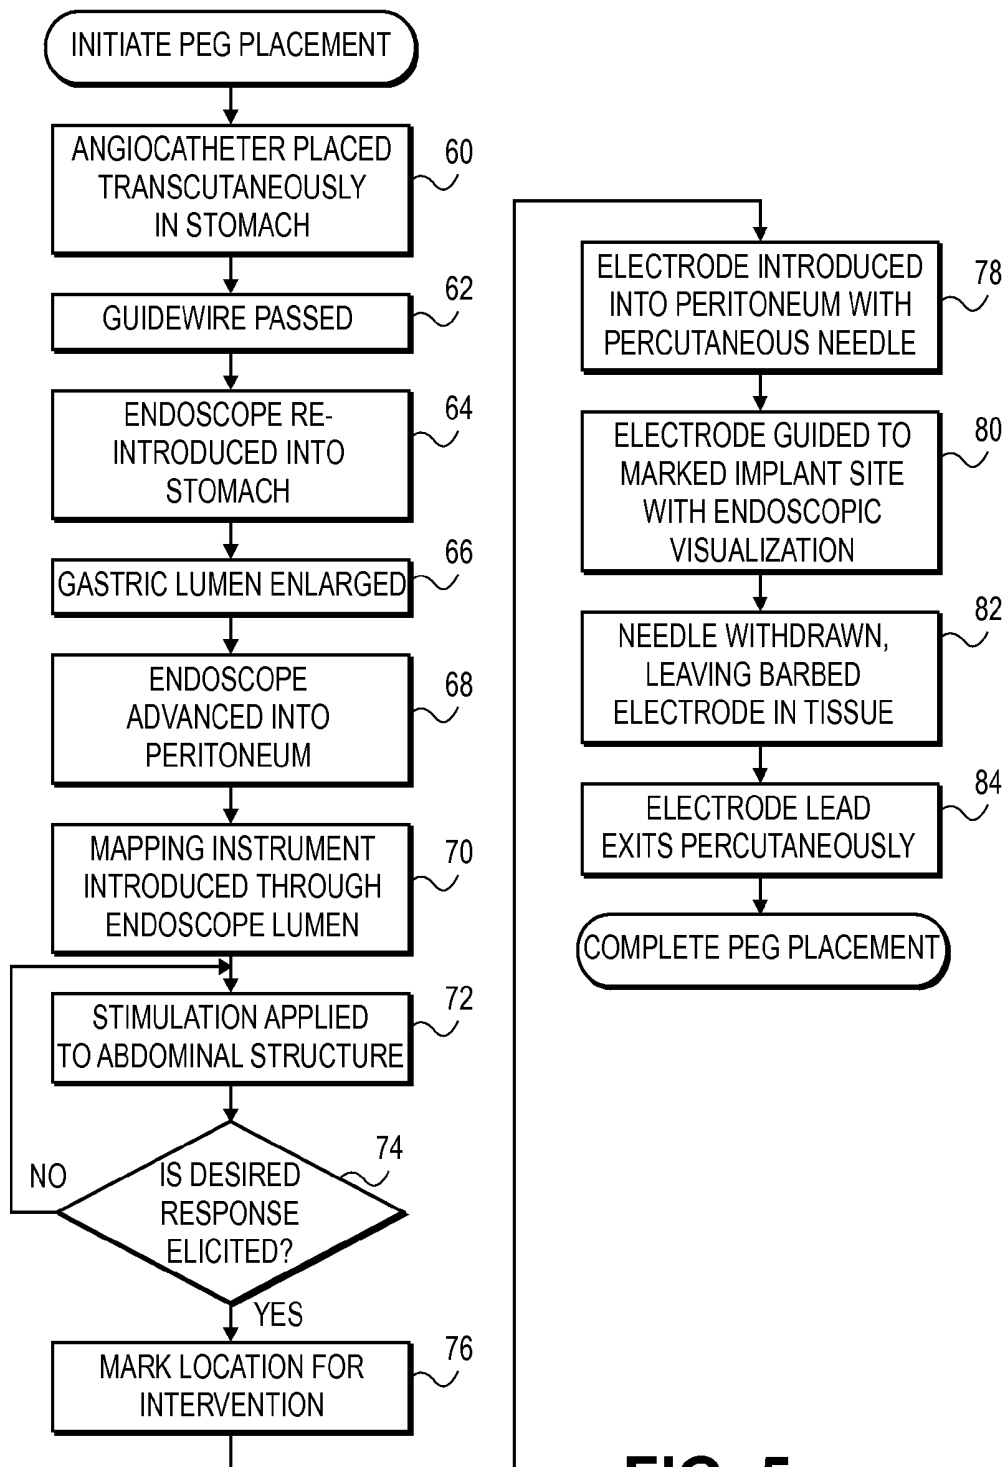 INITIATE PEG PLACEMENT
ANGIOCATHETER PLACED
TRANSCUTANEOUSLY
IN STOMACH
60
GUIDEWIRE PASSED
62
ENDOSCOPE RE-
INTRODUCED INTO
STOMACH
64
GASTRIC LUMEN ENLARGED
66
ENDOSCOPE
ADVANCED INTO
PERITONEUM
68
MAPPING INSTRUMENT
INTRODUCED THROUGH
ENDOSCOPE LUMEN
70
STIMULATION APPLIED
TO ABDOMINAL STRUCTURE
72
IS DESIRED
RESPONSE
ELICITED?
74
NO
YES
MARK LOCATION FOR
INTERVENTION
76
ELECTRODE INTRODUCED
INTO PERITONEUM WITH
PERCUTANEOUS NEEDLE
78
ELECTRODE GUIDED TO
MARKED IMPLANT SITE
WITH ENDOSCOPIC
VISUALIZATION
80
NEEDLE WITHDRAWN,
LEAVING BARBED
ELECTRODE IN TISSUE
82
ELECTRODE LEAD
EXITS PERCUTANEOUSLY
84
COMPLETE PEG PLACEMENT